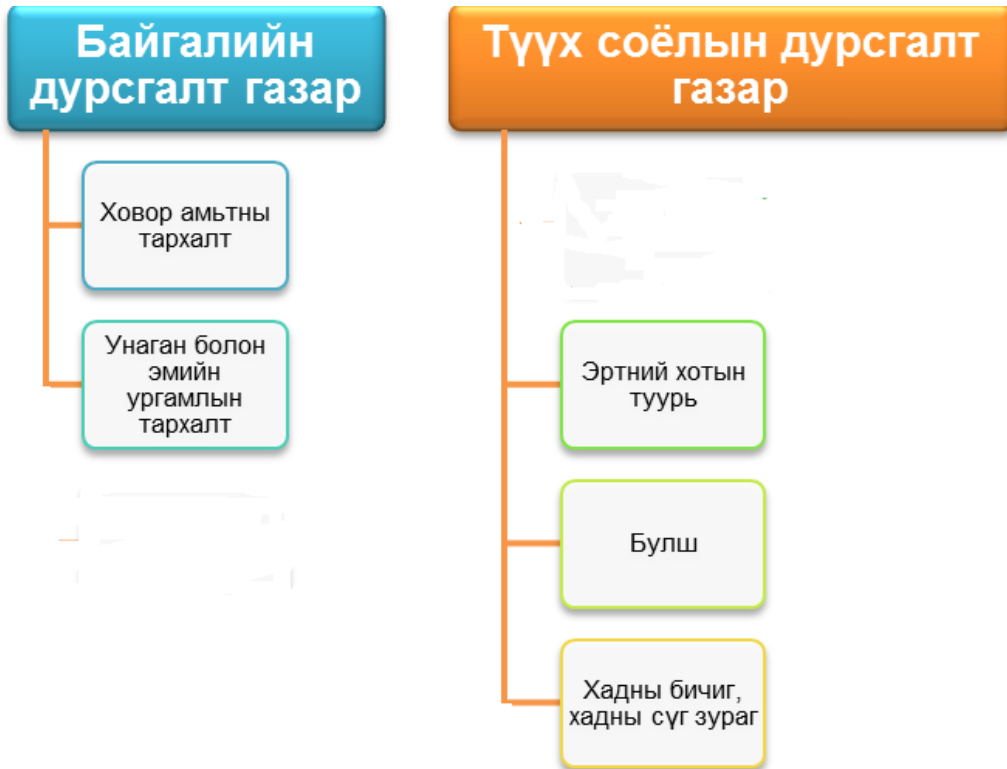 Байгалийн
дурсгалт газар
Ховор амьтны
тархалт
Унаган болон
эмийн
ургамлын
тархалт
Түүх соёлын дурсгалт
газар
Эртний хотын
туурь
Булш
Хадны бичиг,
хадны сүг зураг